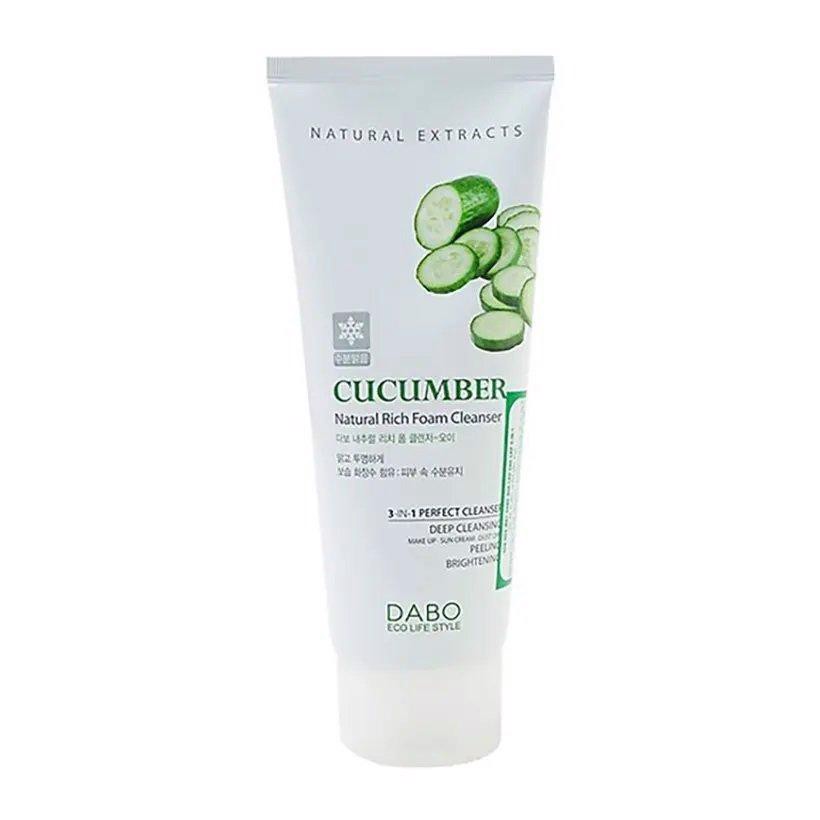 NATURAL EXTRACTS
수분맑음
CUCUMBER
Natural Rich Foam Cleanser
다보 내추럴 리치 폼 클렌저-오이
맑고 투명하게
보습 화장수 함유 : 피부 속 수분유지
3-IN-1 PERFECT CLEANSER
DEEP CLEANSING
MAKE UP · SUN CREAM · DUST
PEELING
BRIGHTENING
DABO
ECO LIFE STYLE